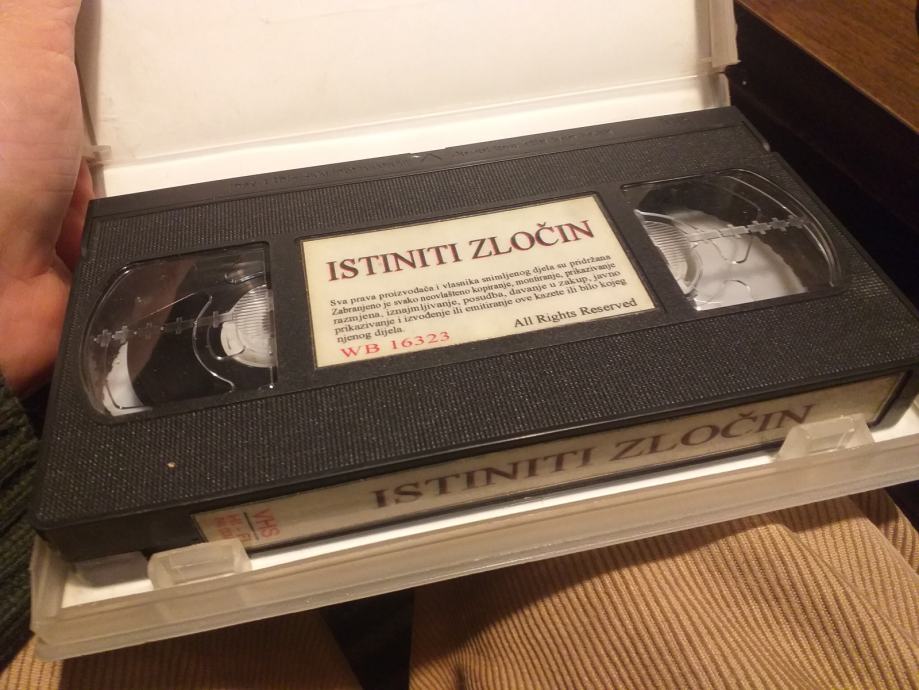 ISTINITI ZLOČIN
Sva prava proizvođača i vlasnika snimljenog djela su pridržana
Zabranjeno je svako neovlašteno kopiranje, montiranje, prikazivanje
razmjena, iznajmljivanje, posudba, davanje u zakup, javno
prikazivanje i izvođenje ili emitiranje ove kazete ili bilo kojeg
njenog dijela.
All Rights Reserved
WB 16323
VHS
ISTINITI ZLOČIN